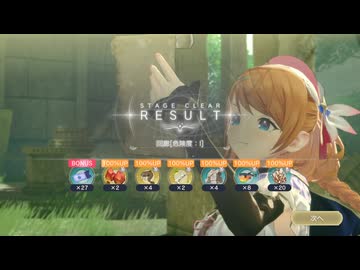 STAGE CLEAR
RESULT
回廊[危険度:I]
BONUS 100%UP 100%UP 100%UP 100%UP 100%UP 100%UP
×27 ×2 ×4 ×2 ×4 ×8 ×20
次へ